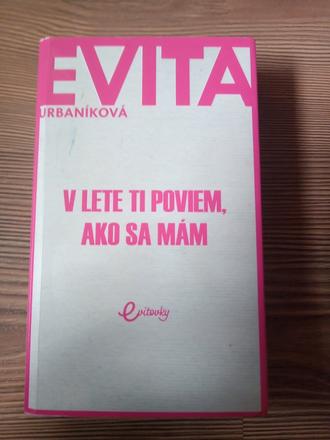 EVITA
URBANÍKOVÁ
V LETE TI POVIEM,
AKO SA MÁM
evitovky